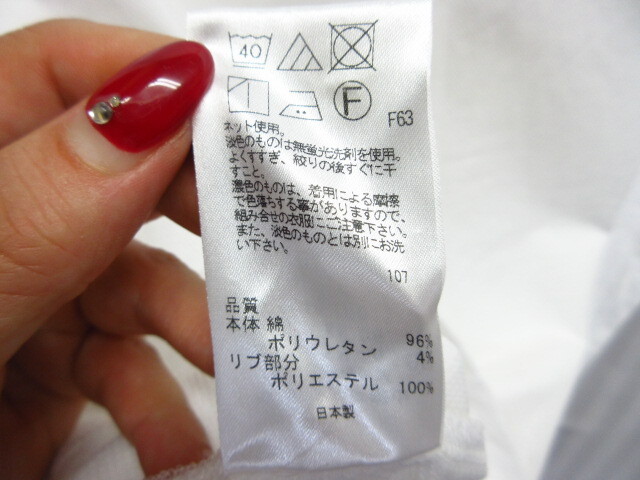 40
F
F63
ネット使用。
淡色のものは無蛍光洗剤を使用。
よくすすぎ、絞りの後すぐに干
すこと。
濃色のものは、着用による摩擦
で色落ちする事がありますので、
組み合せの衣服にご注意下さい。
また、淡色のものとは別にお洗
い下さい。
107
品質
本体 綿 96%
ポリウレタン 4%
リブ部分
ポリエステル 100%
日本製